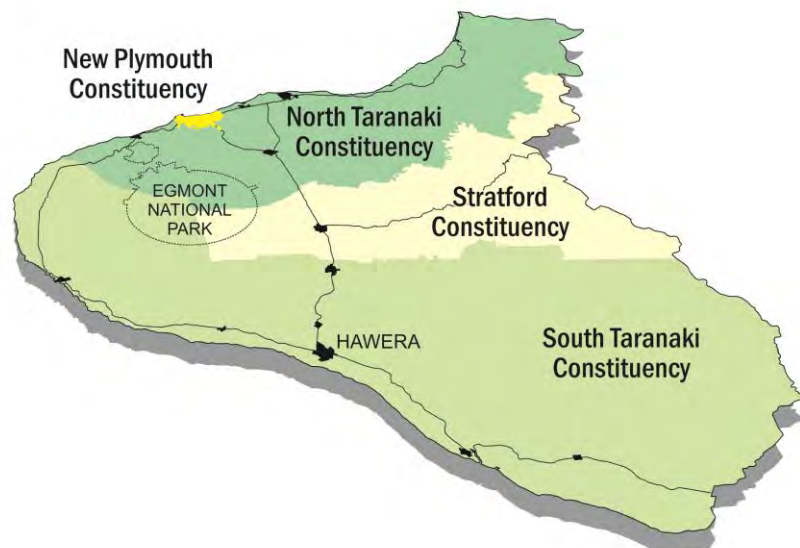 New Plymouth
Constituency
North Taranaki
Constituency
EGMONT
NATIONAL
PARK
Stratford
Constituency
HAWERA
South Taranaki
Constituency